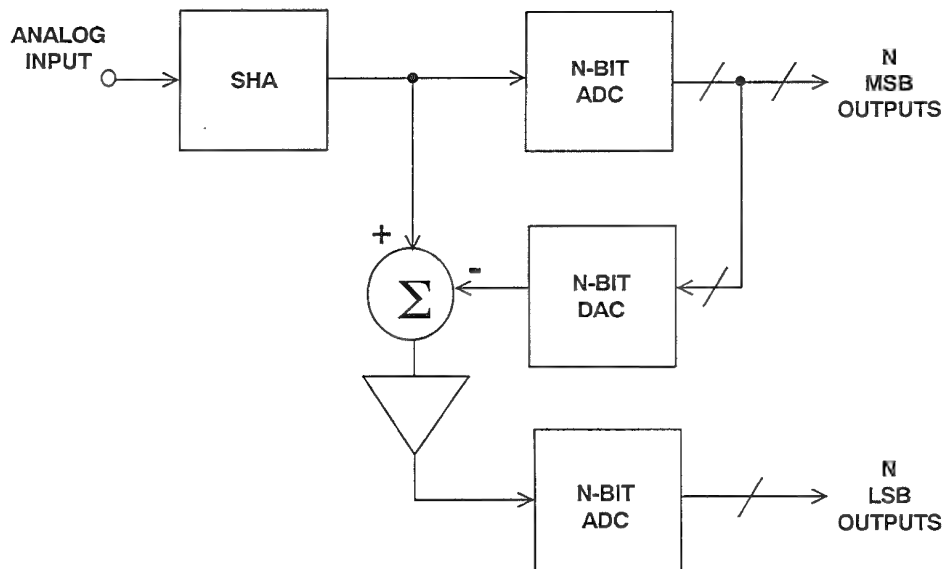 ANALOG
INPUT
SHA
N-BIT
ADC
N
MSB
OUTPUTS
+
-
Σ
N-BIT
DAC
N-BIT
ADC
N
LSB
OUTPUTS